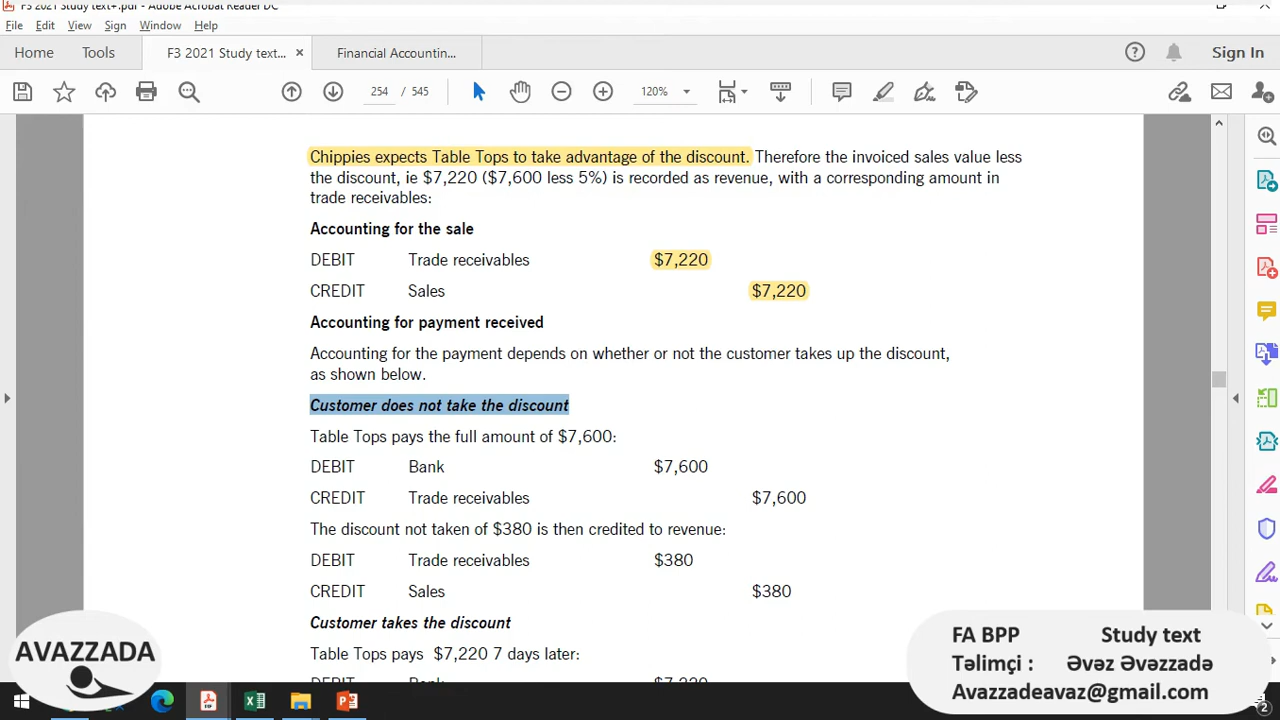 F3 2021 Study text+.pdf - Adobe Acrobat Reader DC
File Edit View Sign Window Help
Home Tools F3 2021 Study text... × Financial Accountin... Sign In
254 / 545 120%
Chippies expects Table Tops to take advantage of the discount. Therefore the invoiced sales value less
the discount, ie $7,220 ($7,600 less 5%) is recorded as revenue, with a corresponding amount in
trade receivables:
Accounting for the sale
DEBIT Trade receivables $7,220
CREDIT Sales $7,220
Accounting for payment received
Accounting for the payment depends on whether or not the customer takes up the discount,
as shown below.
Customer does not take the discount
Table Tops pays the full amount of $7,600:
DEBIT Bank $7,600
CREDIT Trade receivables $7,600
The discount not taken of $380 is then credited to revenue:
DEBIT Trade receivables $380
CREDIT Sales $380
Customer takes the discount
Table Tops pays $7,220 7 days later:
DEBIT Bank $7,220
AVAZZADA
FA BPP Study text
Təlimçi : Əvəz Əvəzzadə
Avazzadeavaz@gmail.com
2